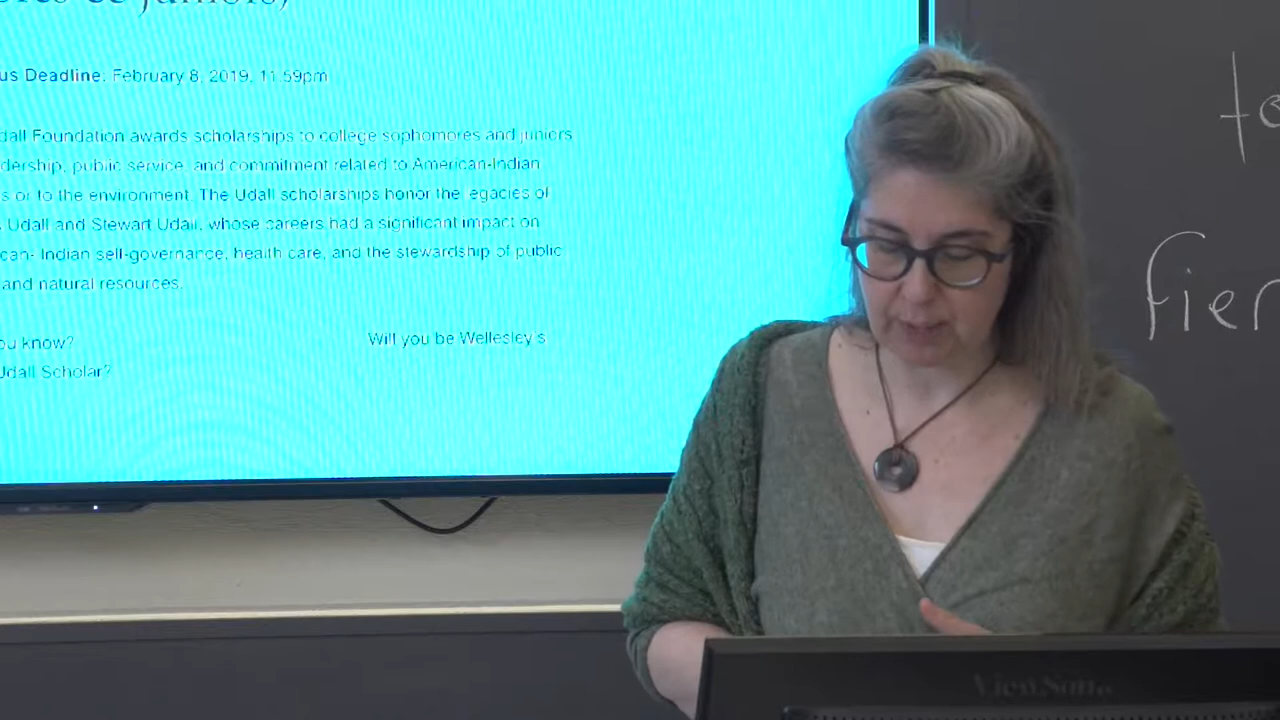 us Deadline: February 8, 2019, 11:59pm
dall Foundation awards scholarships to college sophomores and juniors
dership, public service, and commitment related to American-Indian
s or to the environment. The Udall scholarships honor the legacies of
Udall and Stewart Udall, whose careers had a significant impact on
can- Indian self-governance, health care, and the stewardship of public
and natural resources.
ou know? Will you be Wellesley's
Udall Scholar?
to
fier
ViewSonic